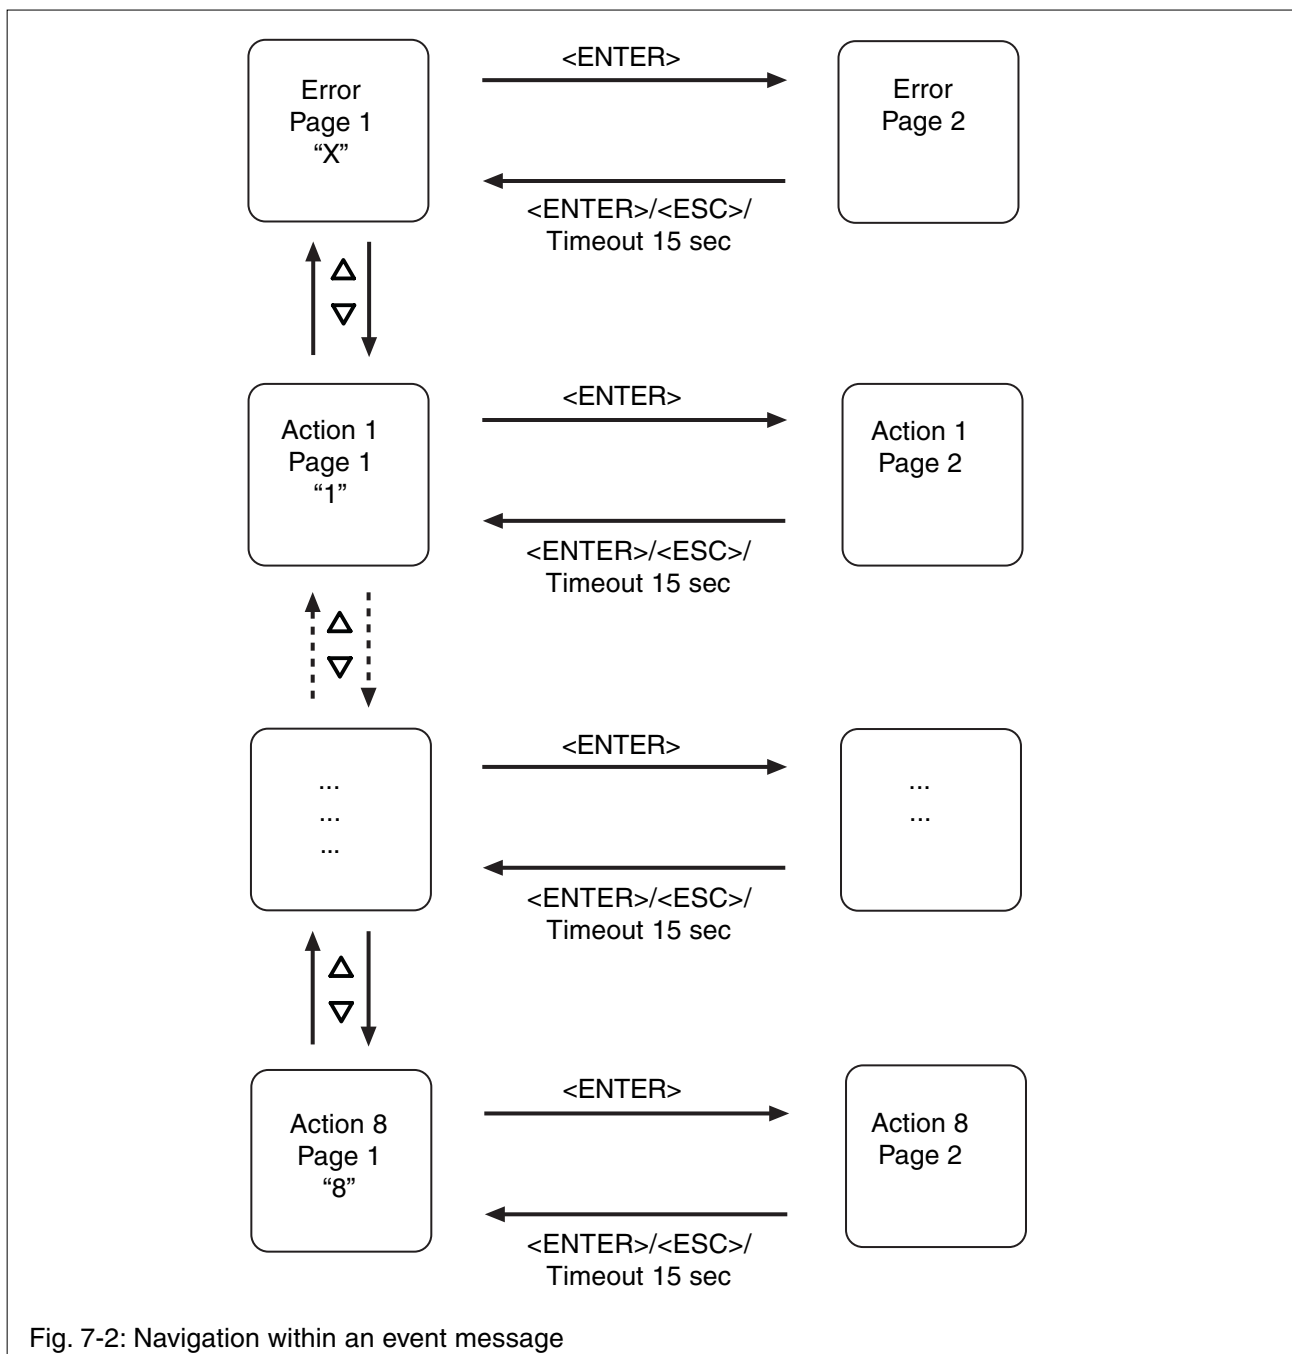 <ENTER>
Error
Page 1
“X”
Error
Page 2
<ENTER>/<ESC>/
Timeout 15 sec
<ENTER>
Action 1
Page 1
“1”
Action 1
Page 2
<ENTER>/<ESC>/
Timeout 15 sec
<ENTER>
...
...
...
...
...
<ENTER>/<ESC>/
Timeout 15 sec
<ENTER>
Action 8
Page 1
“8”
Action 8
Page 2
<ENTER>/<ESC>/
Timeout 15 sec
Fig. 7-2: Navigation within an event message